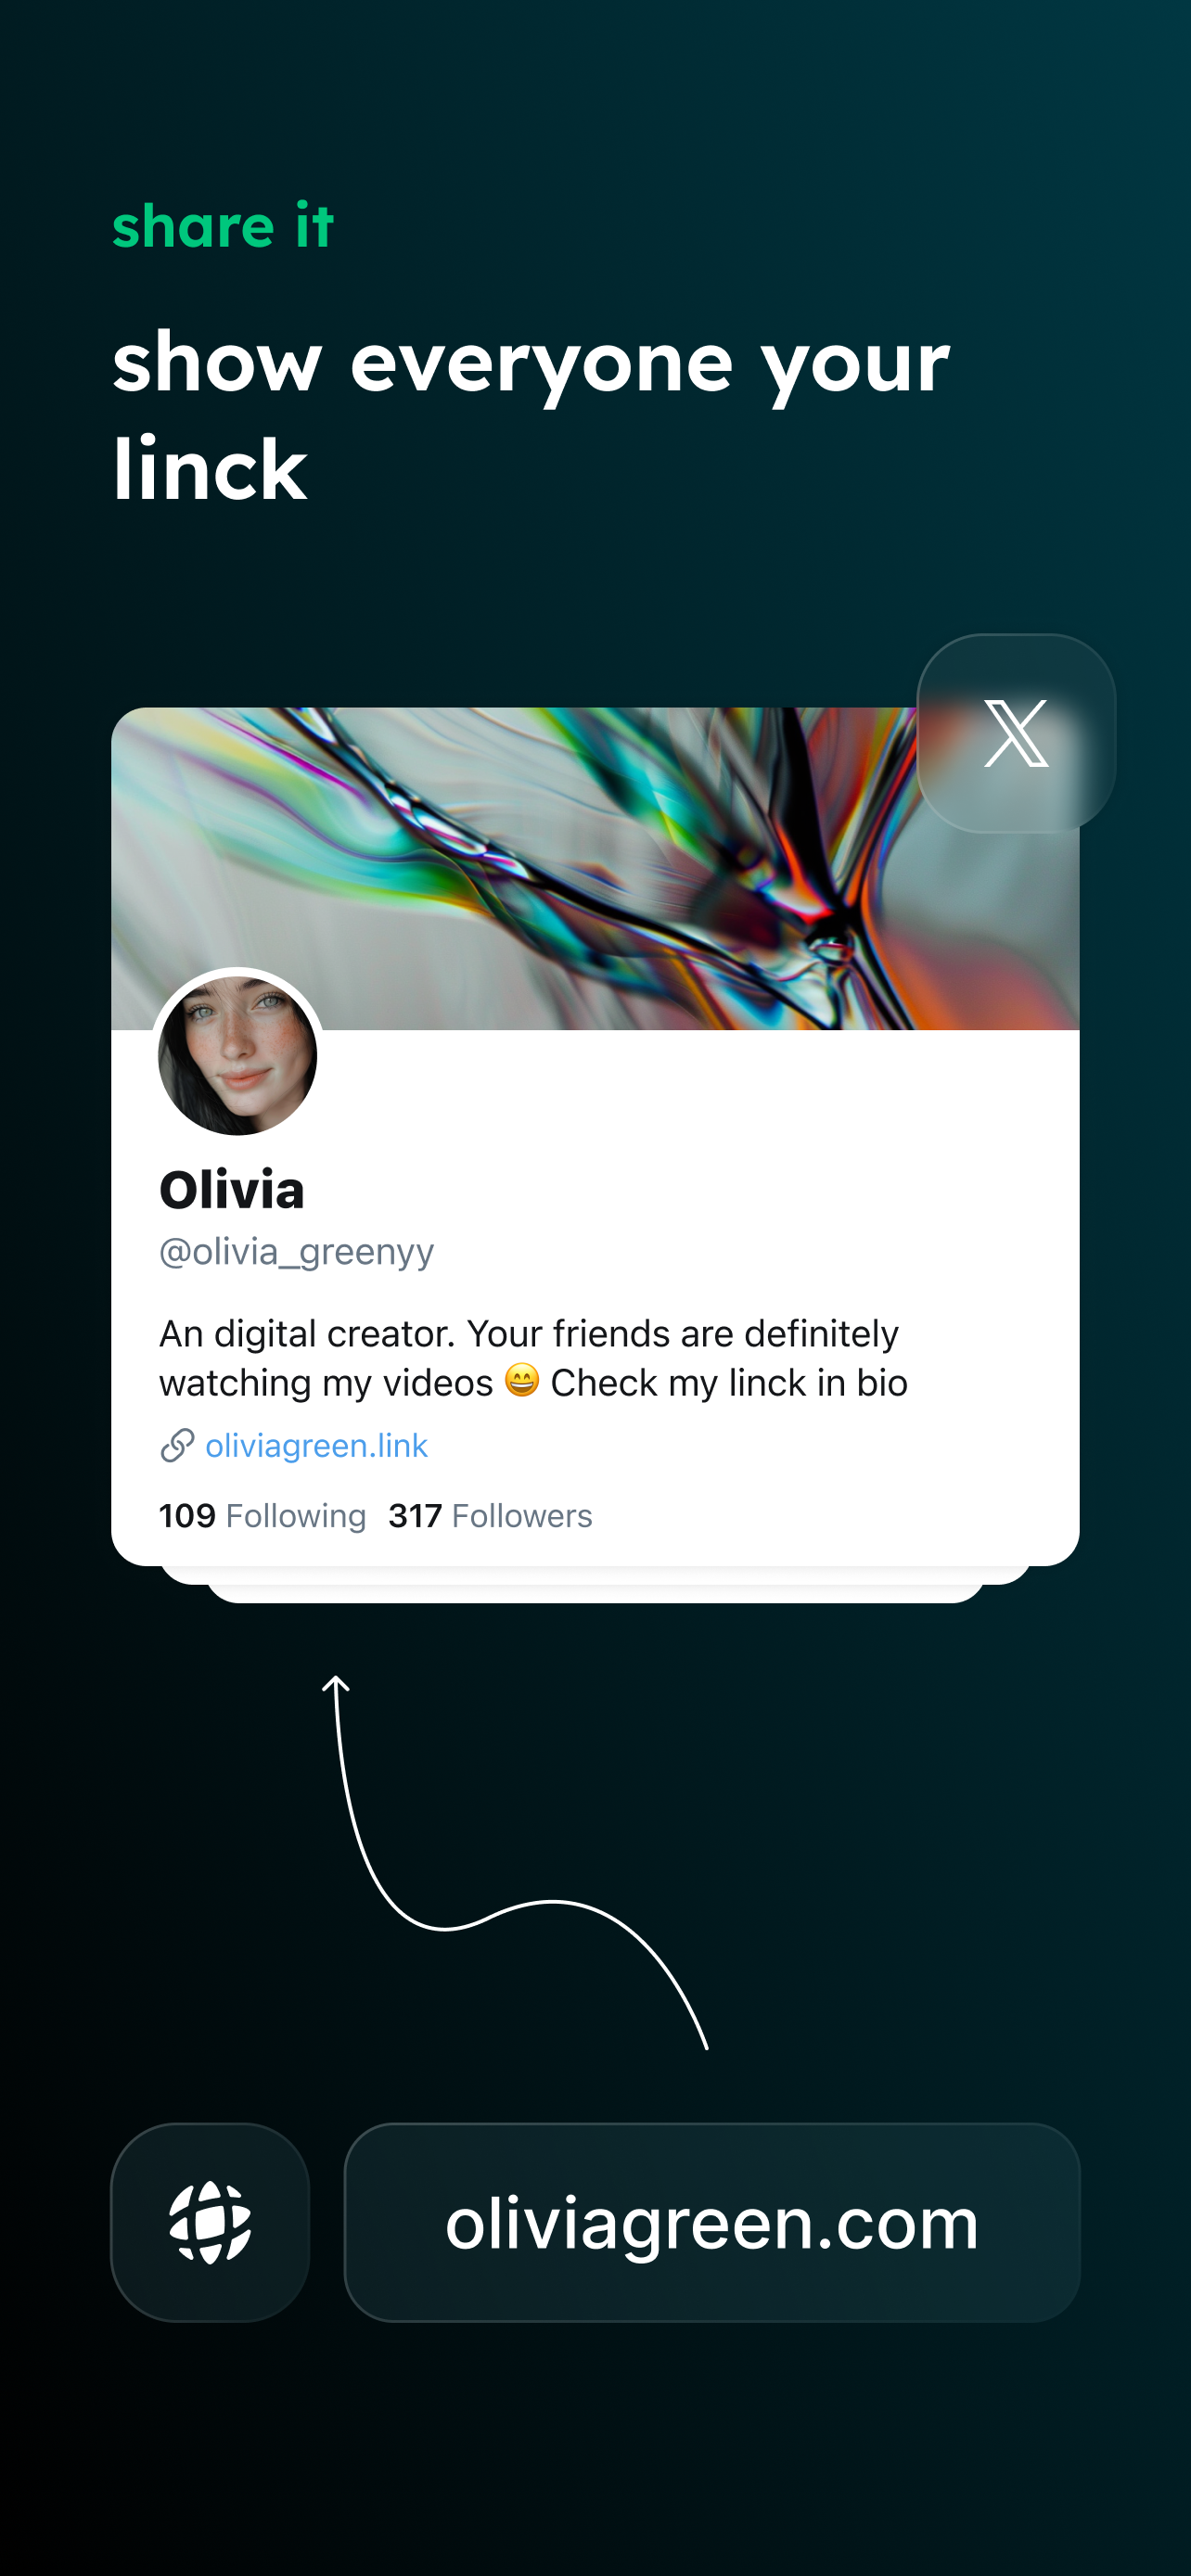 share it
show everyone your
linck
Olivia
@olivia_greenyy
An digital creator. Your friends are definitely
watching my videos 😄 Check my linck in bio
oliviagreen.link
109 Following 317 Followers
oliviagreen.com